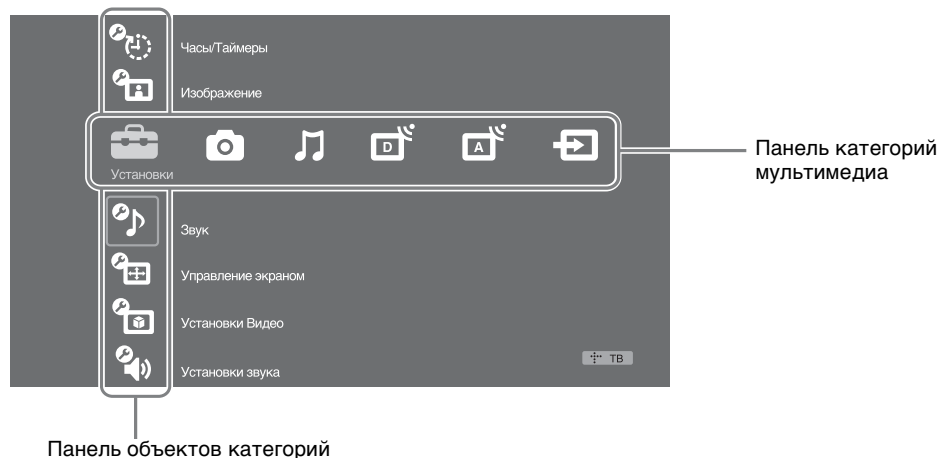 Часы/Таймеры
Изображение
D
A
Установки
Панель категорий
мультимедиа
Звук
Управление экраном
Установки Видео
ТВ
Установки звука
Панель объектов категорий